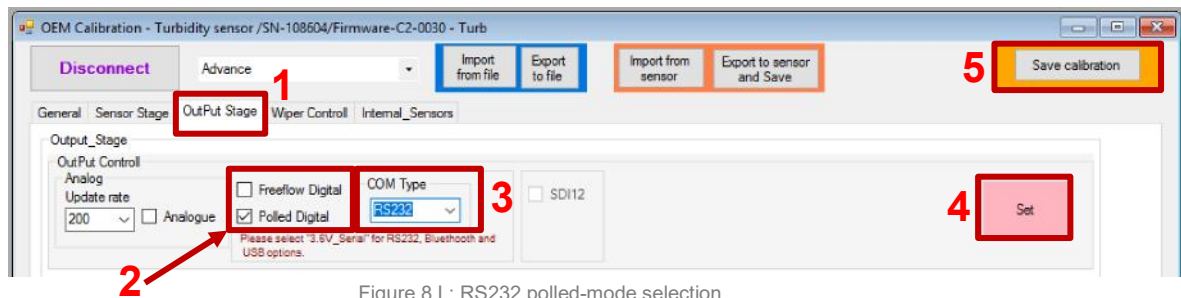 OEM Calibration - Turbidity sensor /SN-108604/Firmware-C2-0030 - Turb
Disconnect
Advance
Import from file
Export to file
Import from sensor
Export to sensor and Save
5
Save calibration
1
General Sensor Stage OutPut Stage Wiper Controll Internal_Sensors
Output_Stage
OutPut Controll
Analog
Update rate
200
Analogue
Freeflow Digital
Polled Digital
COM Type
RS232
3
SDI12
4
Set
Please select "3.6V_Serial" for RS232, Bluethooth and
USB options.
2
Figure 8 L: RS232 polled-mode selection